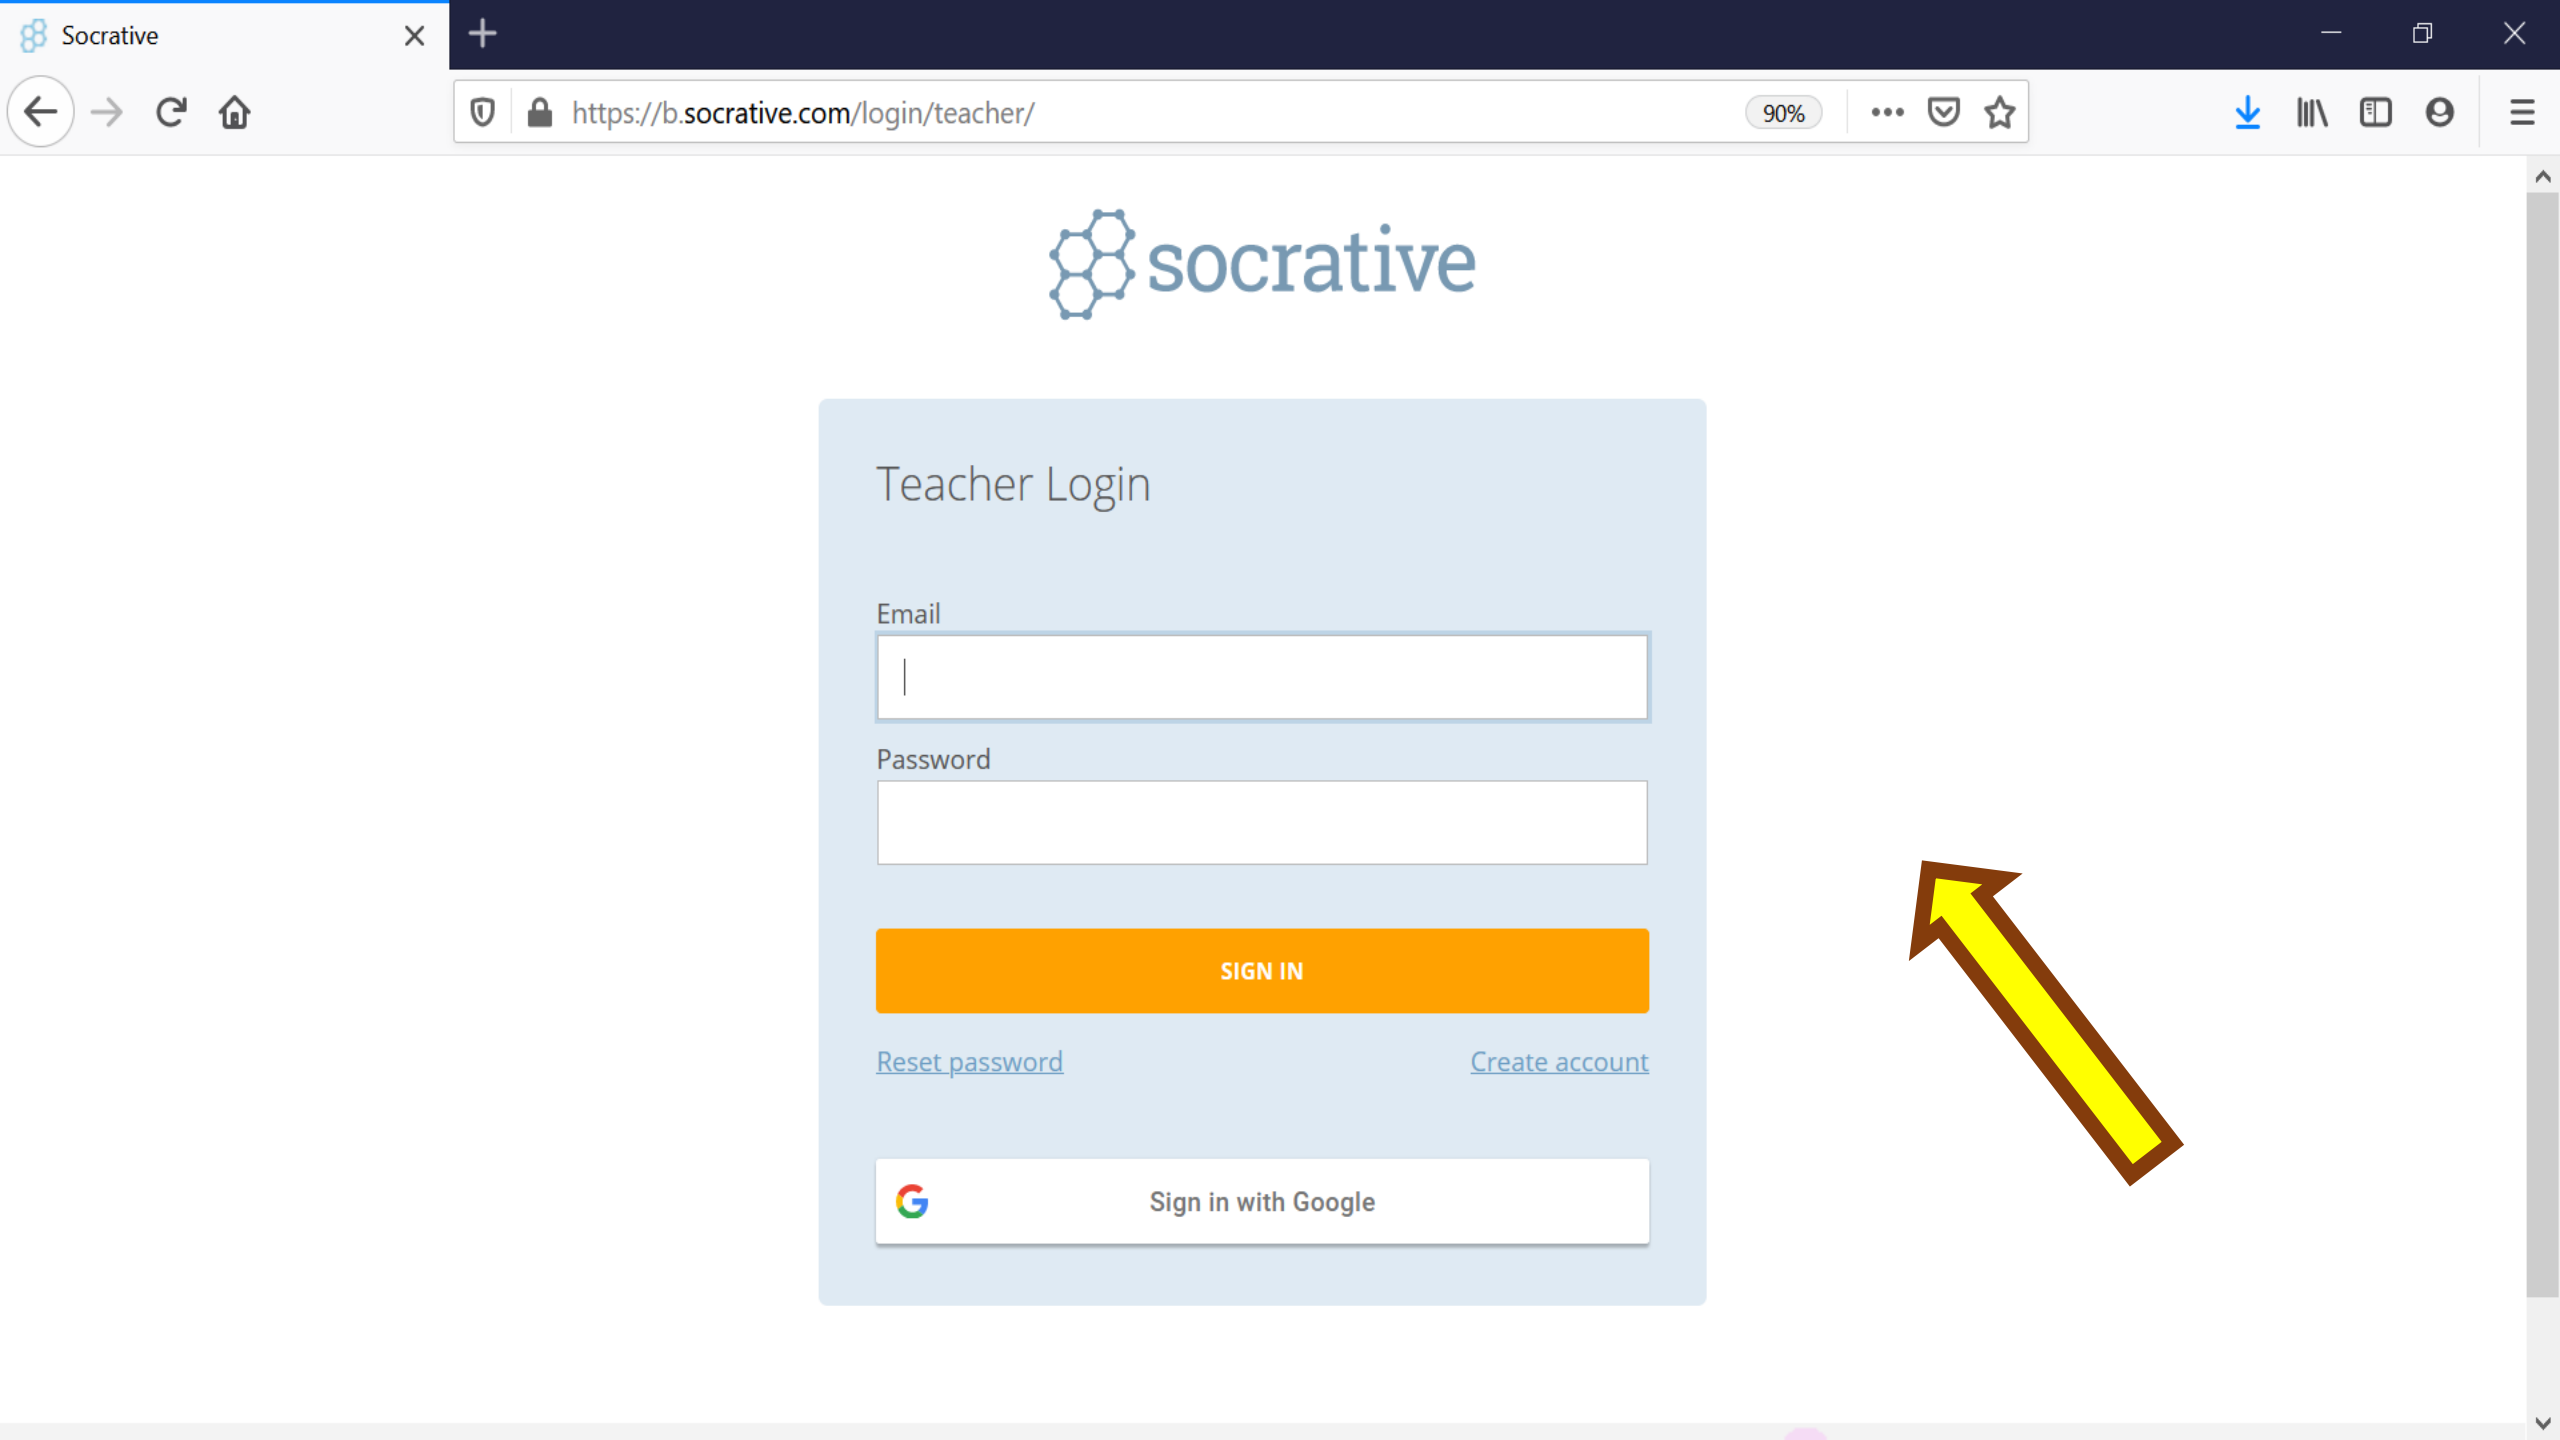 Socrative
https://b.socrative.com/login/teacher/
90%
socrative
Teacher Login
Email
Password
SIGN IN
Reset password
Create account
Sign in with Google